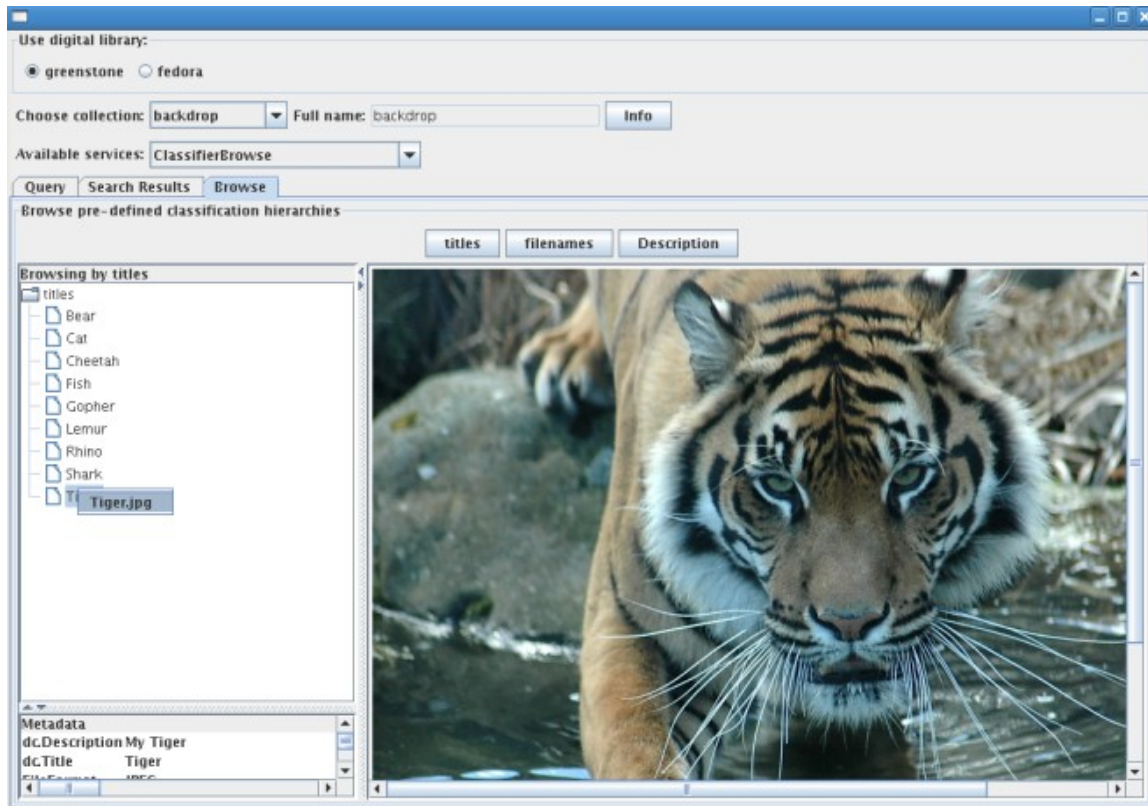 Use digital library:
greenstone fedora
Choose collection: backdrop Full name: backdrop Info
Available services: ClassifierBrowse
Query Search Results Browse
Browse pre-defined classification hierarchies
titles filenames Description
Browsing by titles
titles
Bear
Cat
Cheetah
Fish
Gopher
Lemur
Rhino
Shark
Tiger.jpg
Metadata
dc.Description My Tiger
dc.Title Tiger